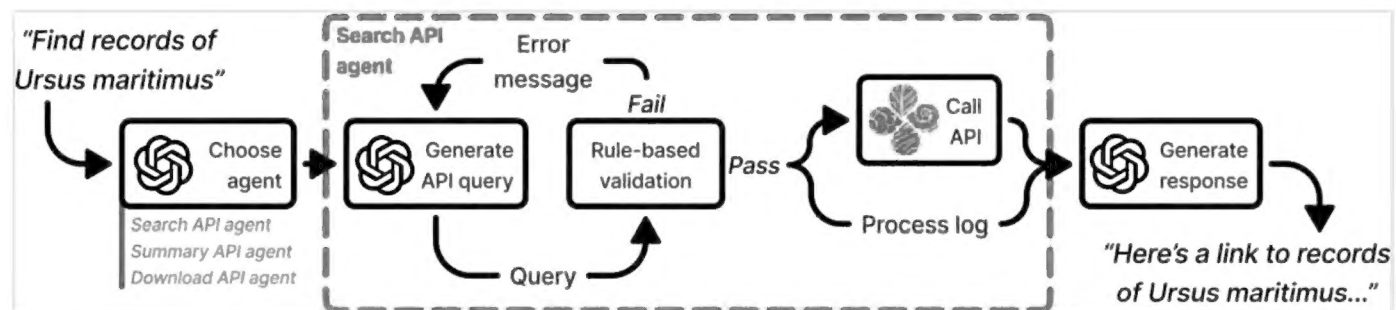 “Find records of
Ursus maritimus”
Choose
agent
Search API agent
Summary API agent
Download API agent
Search API
agent
Error
message
Fail
Generate
API query
Query
Rule-based
validation
Pass
Call
API
Process log
Generate
response
“Here’s a link to records
of Ursus maritimus...”